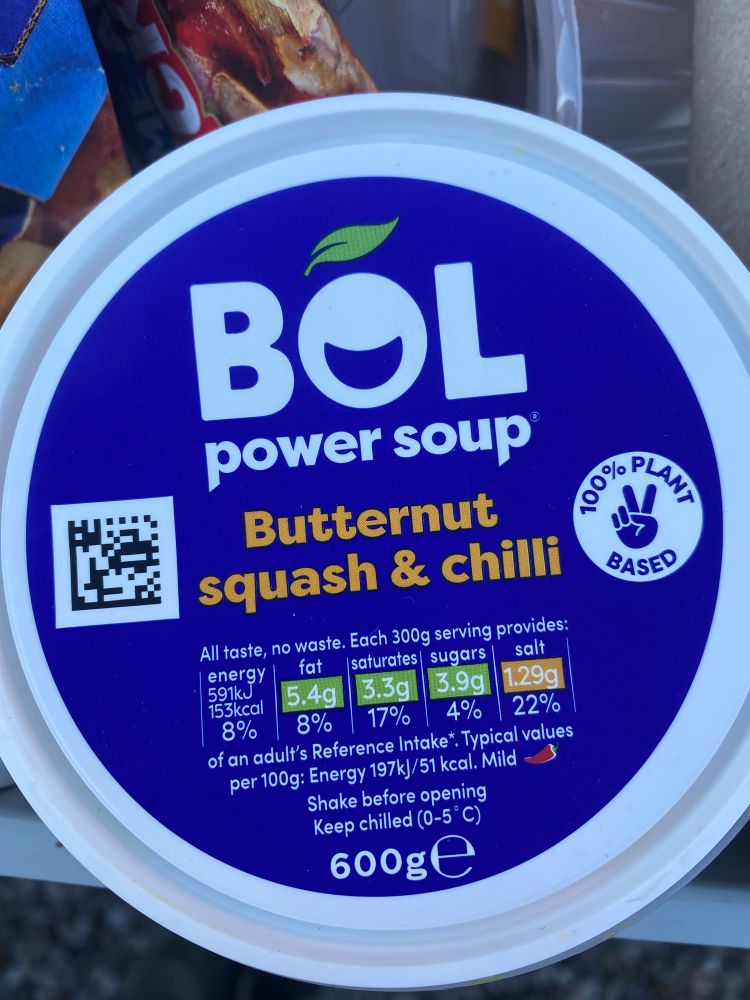 BOL
power soup®
Butternut
squash & chilli
100% PLANT
BASED
All taste, no waste. Each 300g serving provides:
energy fat saturates sugars salt
591kJ
153kcal 5.4g 3.3g 3.9g 1.29g
8% 8% 17% 4% 22%
of an adult's Reference Intake*. Typical values
per 100g: Energy 197kJ/51 kcal. Mild
Shake before opening
Keep chilled (0-5°C)
600g℮